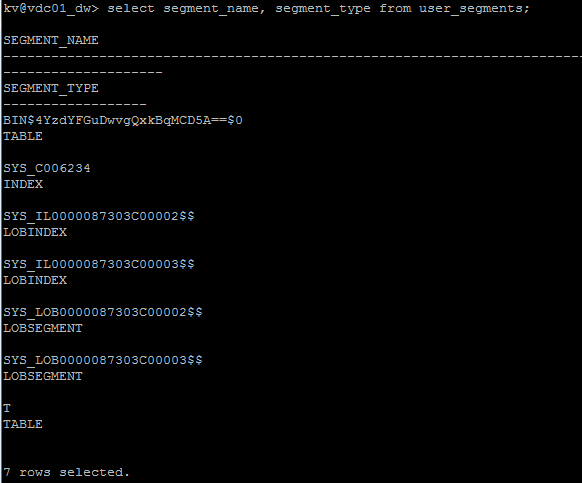 kv@vdc01_dw> select segment_name, segment_type from user_segments;
SEGMENT_NAME
--------------------------------------------------------------------------------
--------------------
SEGMENT_TYPE
------------------
BIN$4YzdYFGuDwvgQxkBqMCD5A==$0
TABLE
SYS_C006234
INDEX
SYS_IL0000087303C00002$$
LOBINDEX
SYS_IL0000087303C00003$$
LOBINDEX
SYS_LOB0000087303C00002$$
LOBSEGMENT
SYS_LOB0000087303C00003$$
LOBSEGMENT
T
TABLE
7 rows selected.